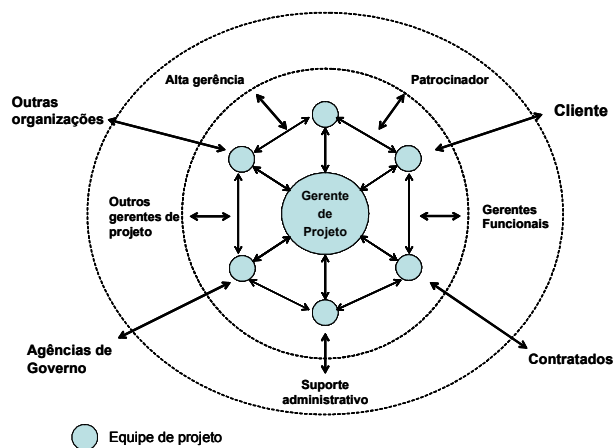 Alta gerência
Patrocinador
Outras
organizações
Cliente
Gerente
de
Projeto
Outros
gerentes de
projeto
Gerentes
Funcionais
Agências de
Governo
Contratados
Suporte
administrativo
Equipe de projeto